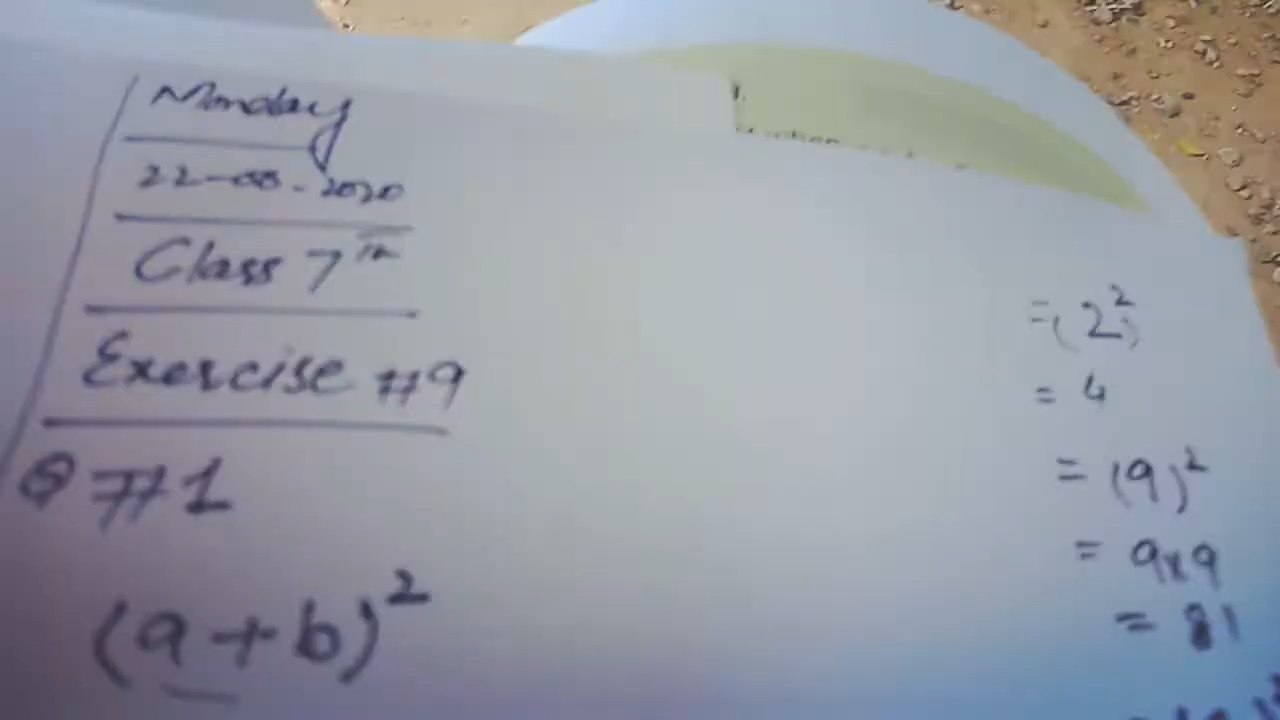 Monday
22-08-2020
Class 7th
Exercise #9
Q #1
(a+b)²
=(2²)
= 4
= (9)²
= 9x9
= 81